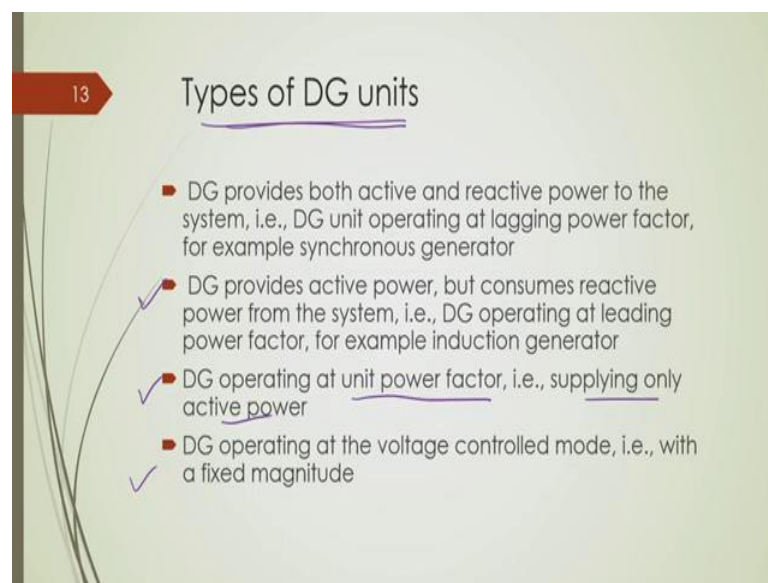 13
Types of DG units
DG provides both active and reactive power to the
system, i.e., DG unit operating at lagging power factor,
for example synchronous generator
DG provides active power, but consumes reactive
power from the system, i.e., DG operating at leading
power factor, for example induction generator
DG operating at unit power factor, i.e., supplying only
active power
DG operating at the voltage controlled mode, i.e., with
a fixed magnitude